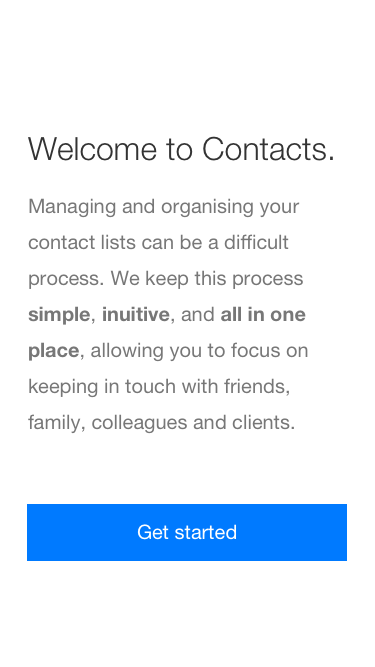 Welcome to Contacts.
Managing and organising your
contact lists can be a difficult
process. We keep this process
simple, inuitive, and all in one
place, allowing you to focus on
keeping in touch with friends,
family, colleagues and clients.
Get started